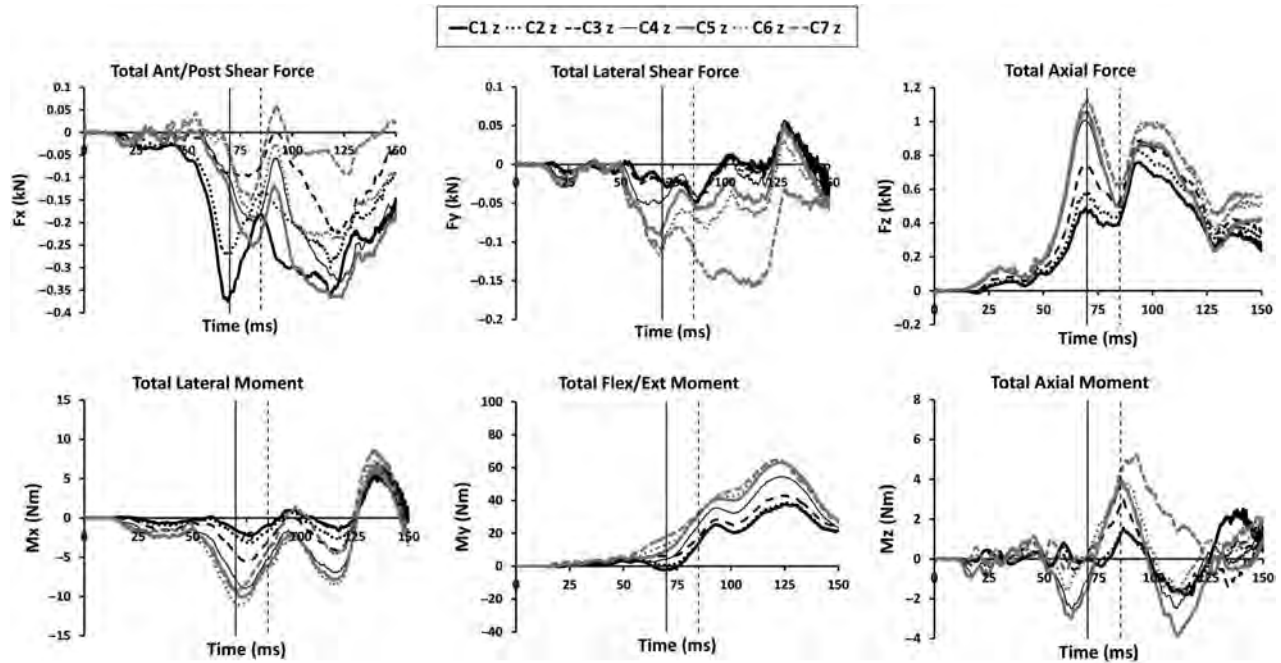 C1 z C2 z C3 z C4 z C5 z C6 z C7 z
Total Ant/Post Shear Force
0.1
0.05
0
−0.05
−0.1
−0.15
−0.2
−0.25
−0.3
−0.35
−0.4
Fx (kN)
0 25 50 75 100 125 150
Time (ms)
Total Lateral Shear Force
0.1
0.05
0
−0.05
−0.1
−0.15
−0.2
Fy (kN)
0 25 50 75 100 125 150
Time (ms)
Total Axial Force
1.2
1
0.8
0.6
0.4
0.2
0
−0.2
Fz (kN)
0 25 50 75 100 125 150
Time (ms)
Total Lateral Moment
15
10
5
0
−5
−10
−15
Mx (Nm)
0 25 50 75 100 125 150
Time (ms)
Total Flex/Ext Moment
100
80
60
40
20
0
−20
−40
My (Nm)
0 25 50 75 100 125 150
Time (ms)
Total Axial Moment
8
6
4
2
0
−2
−4
Mz (Nm)
0 25 50 75 100 125 150
Time (ms)